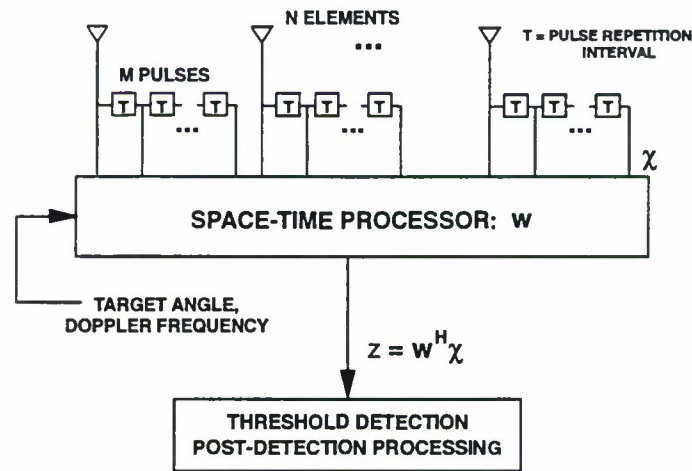 N ELEMENTS
...
T = PULSE REPETITION
INTERVAL
M PULSES
T T T T T T T T T
... ... ...
χ
SPACE-TIME PROCESSOR: w
TARGET ANGLE,
DOPPLER FREQUENCY
z = w^H χ
THRESHOLD DETECTION
POST-DETECTION PROCESSING